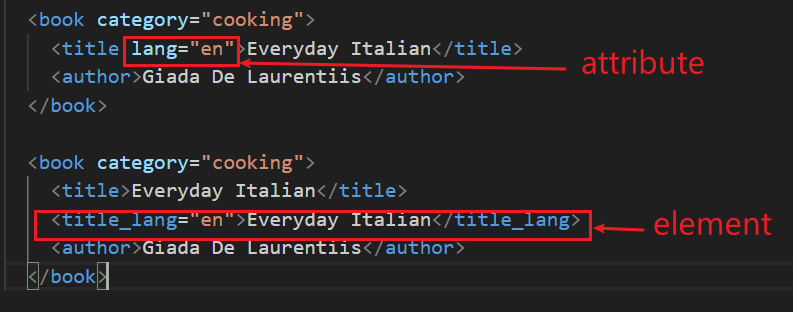 <book category="cooking">
<title lang="en">Everyday Italian</title>
attribute
<author>Giada De Laurentiis</author>
</book>
<book category="cooking">
<title>Everyday Italian</title>
<title_lang="en">Everyday Italian</title_lang>
element
<author>Giada De Laurentiis</author>
</book>